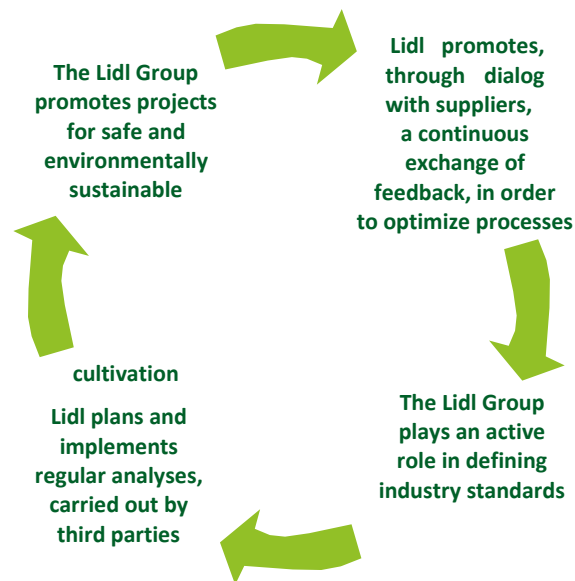 The Lidl Group
promotes projects
for safe and
environmentally
sustainable
Lidl promotes,
through dialog
with suppliers,
a continuous
exchange of
feedback, in order
to optimize processes
The Lidl Group
plays an active
role in defining
industry standards
cultivation
Lidl plans and
implements
regular analyses,
carried out by
third parties